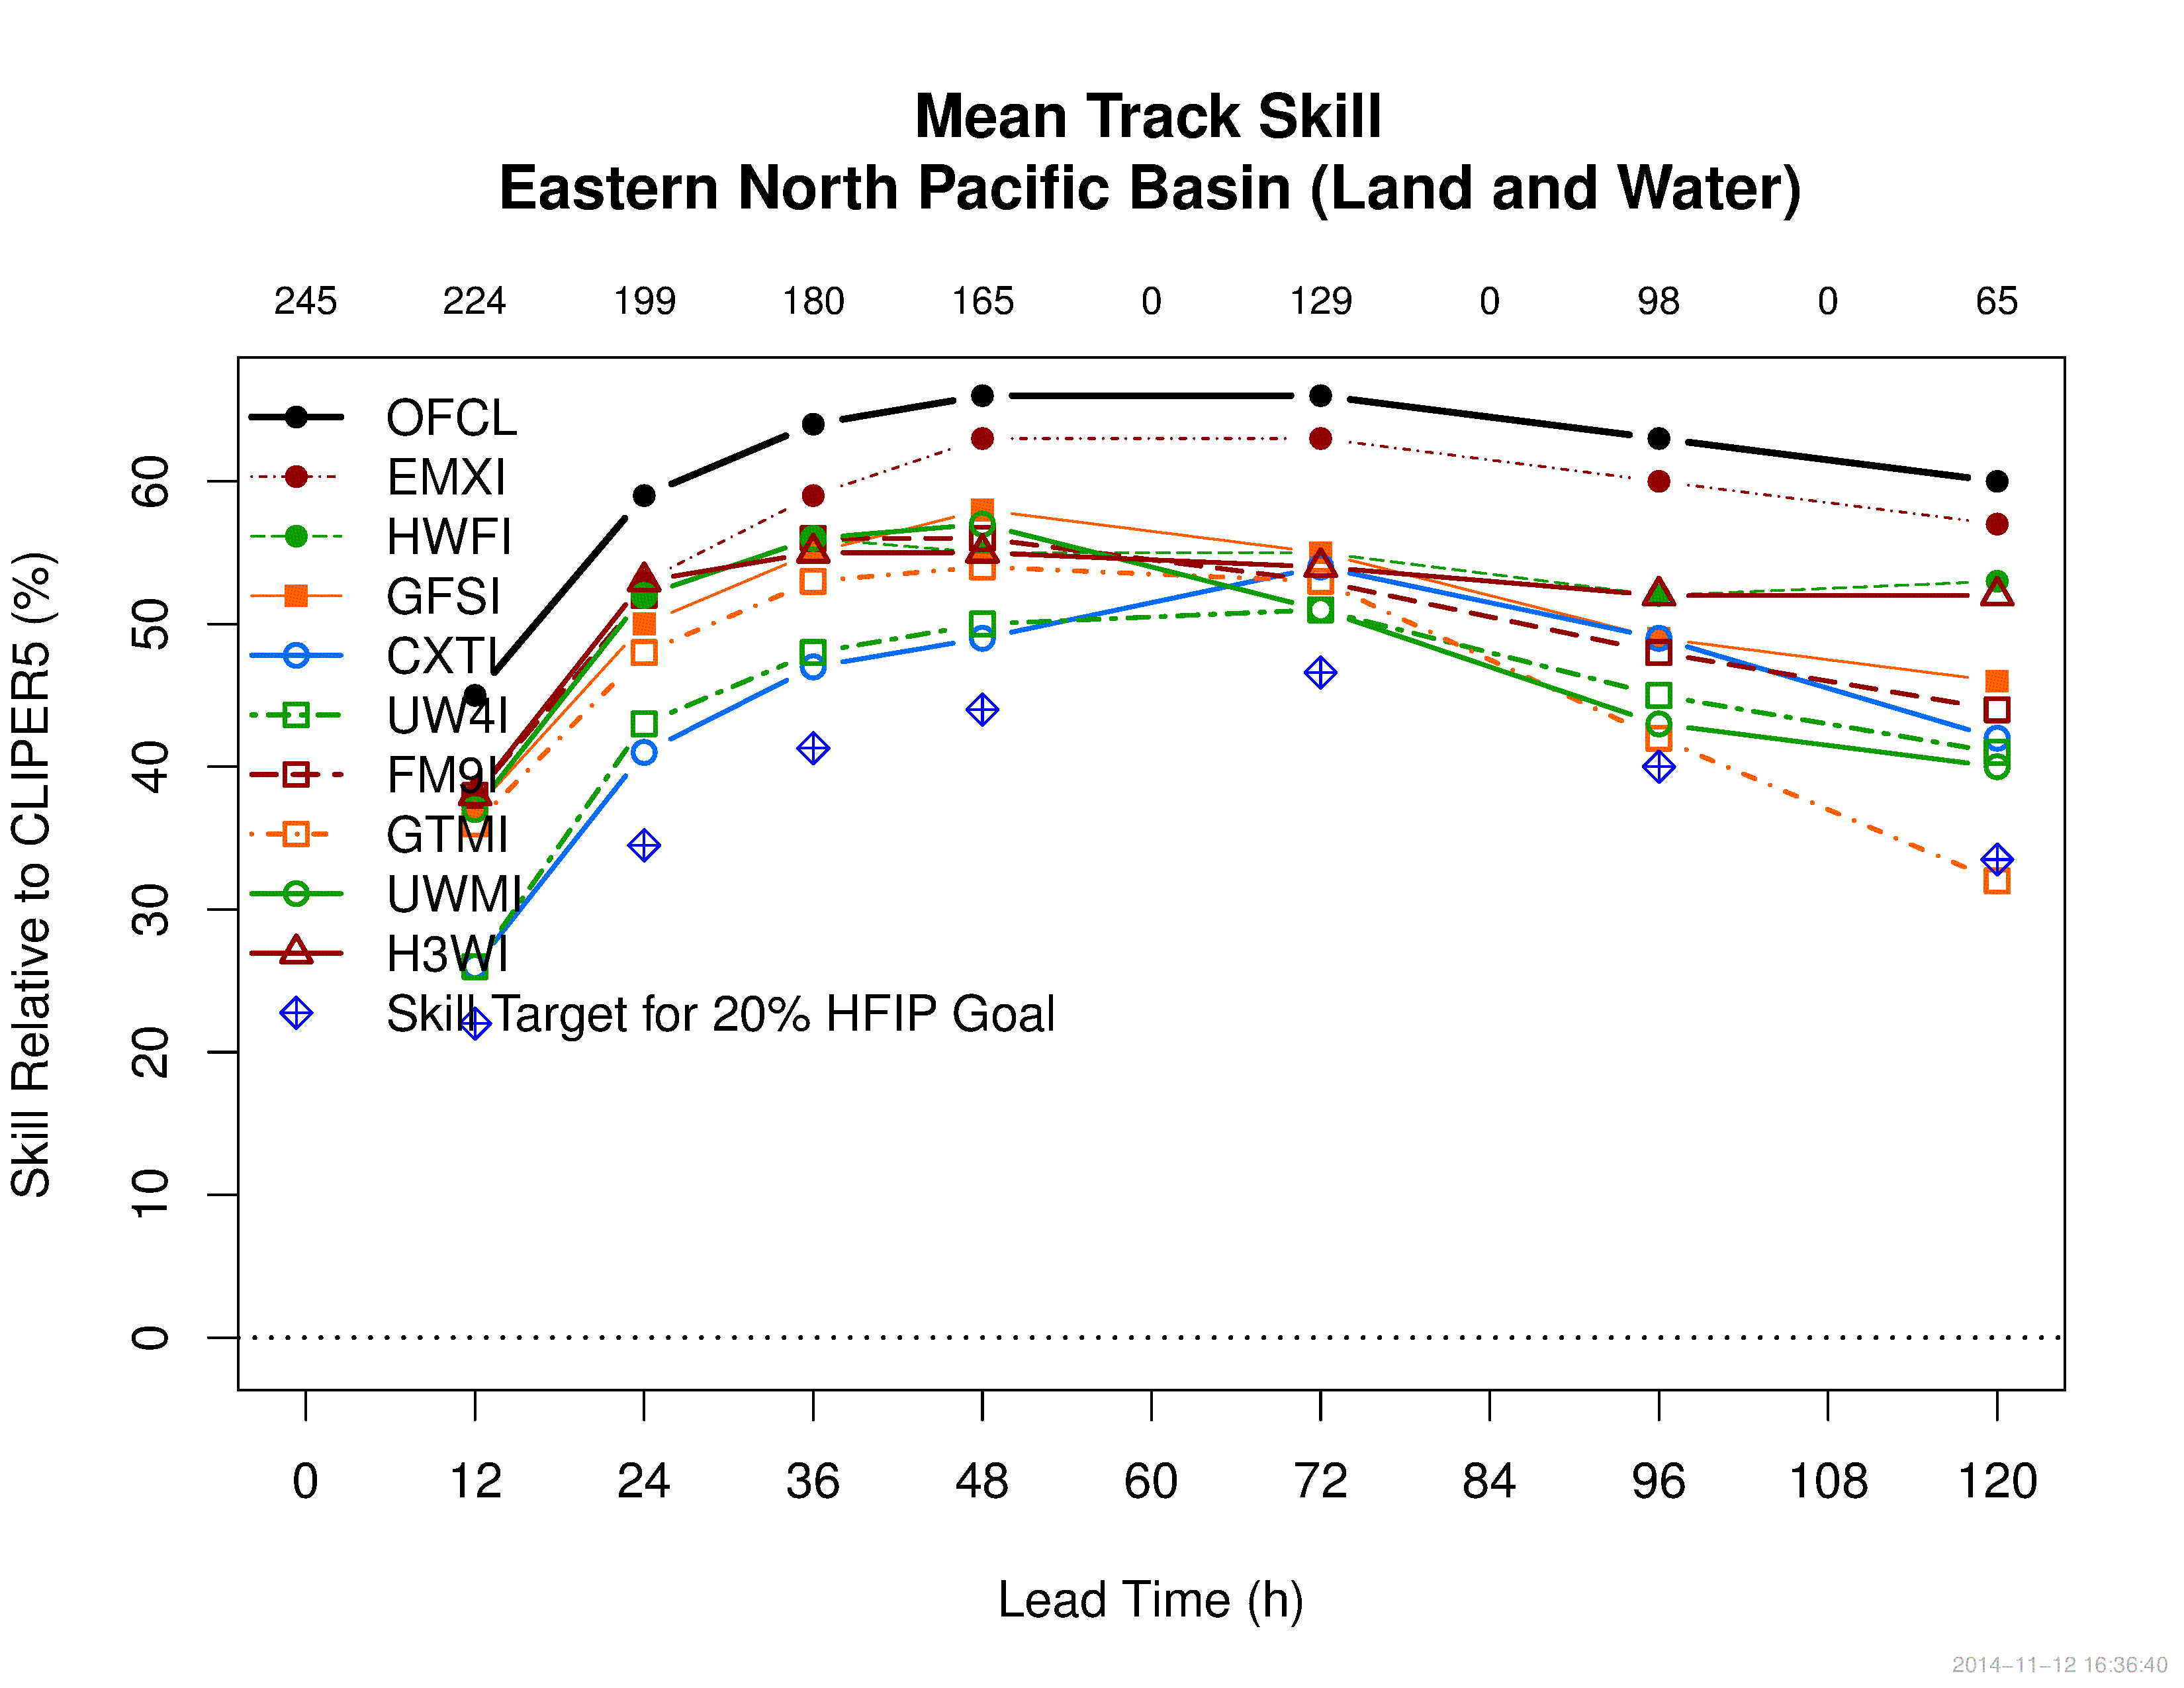 Mean Track Skill
Eastern North Pacific Basin (Land and Water)
245 224 199 180 165 0 129 0 98 0 65
OFCL
EMXI
HWFI
GFSI
CXTI
UW4I
FM9I
GTMI
UWMI
H3WI
Skill Target for 20% HFIP Goal
Skill Relative to CLIPER5 (%)
60
50
40
30
20
10
0
0 12 24 36 48 60 72 84 96 108 120
Lead Time (h)
2014-11-12 16:36:40